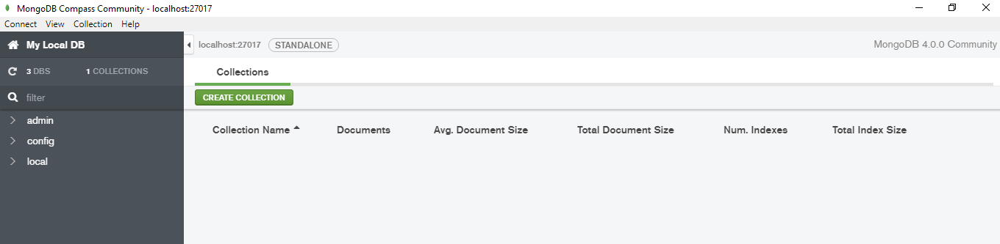 MongoDB Compass Community - localhost:27017
Connect View Collection Help
My Local DB
localhost:27017 STANDALONE
MongoDB 4.0.0 Community
3 DBS 1 COLLECTIONS
Collections
filter
CREATE COLLECTION
admin
config
local
Collection Name Documents Avg. Document Size Total Document Size Num. Indexes Total Index Size